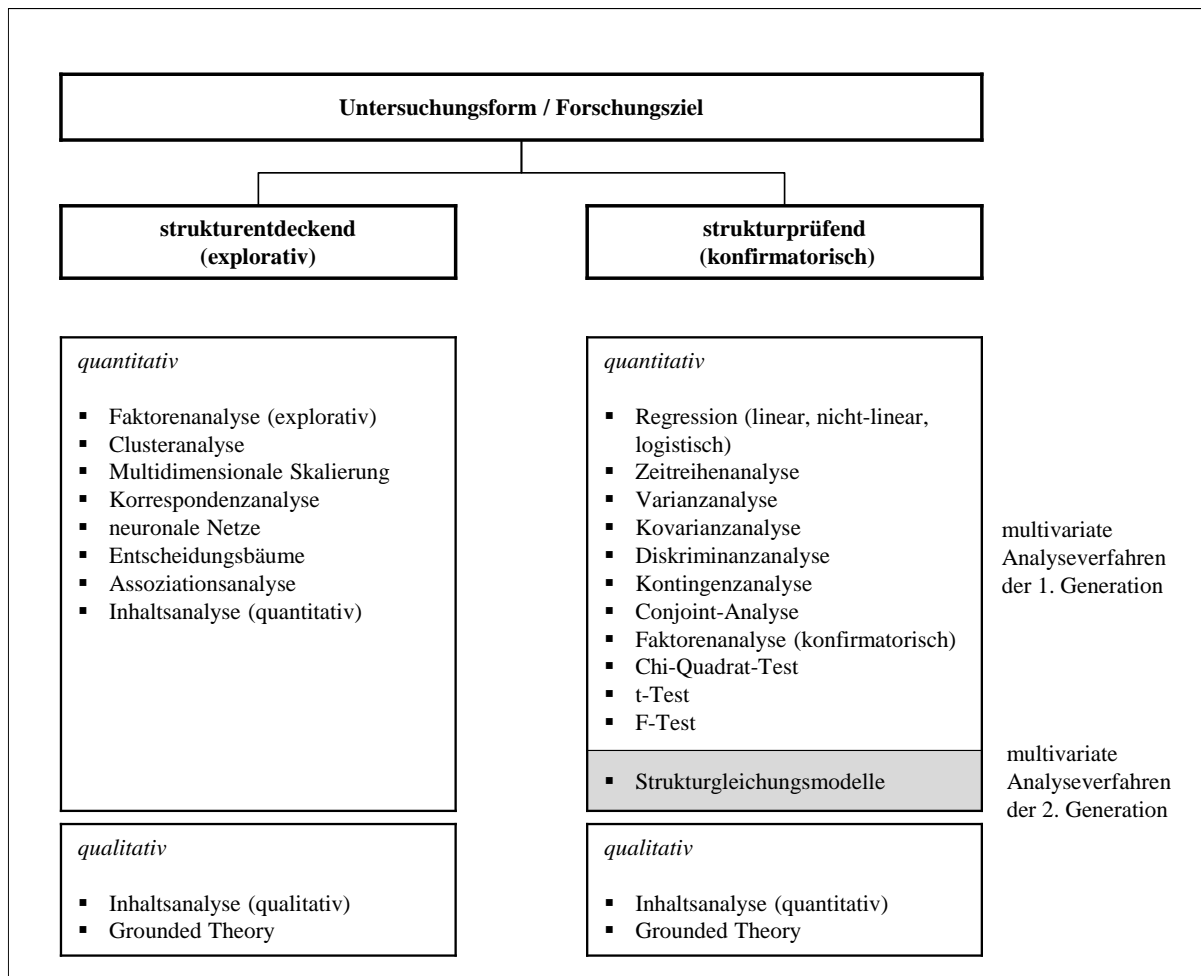 Untersuchungsform / Forschungsziel
strukturentdeckend
(explorativ)
strukturprüfend
(konfirmatorisch)
quantitativ
▪ Faktorenanalyse (explorativ)
▪ Clusteranalyse
▪ Multidimensionale Skalierung
▪ Korrespondenzanalyse
▪ neuronale Netze
▪ Entscheidungsbäume
▪ Assoziationsanalyse
▪ Inhaltsanalyse (quantitativ)
quantitativ
▪ Regression (linear, nicht-linear,
logistisch)
▪ Zeitreihenanalyse
▪ Varianzanalyse
▪ Kovarianzanalyse
▪ Diskriminanzanalyse
▪ Kontingenzanalyse
▪ Conjoint-Analyse
▪ Faktorenanalyse (konfirmatorisch)
▪ Chi-Quadrat-Test
▪ t-Test
▪ F-Test
multivariate
Analyseverfahren
der 1. Generation
▪ Strukturgleichungsmodelle
multivariate
Analyseverfahren
der 2. Generation
qualitativ
▪ Inhaltsanalyse (qualitativ)
▪ Grounded Theory
qualitativ
▪ Inhaltsanalyse (quantitativ)
▪ Grounded Theory